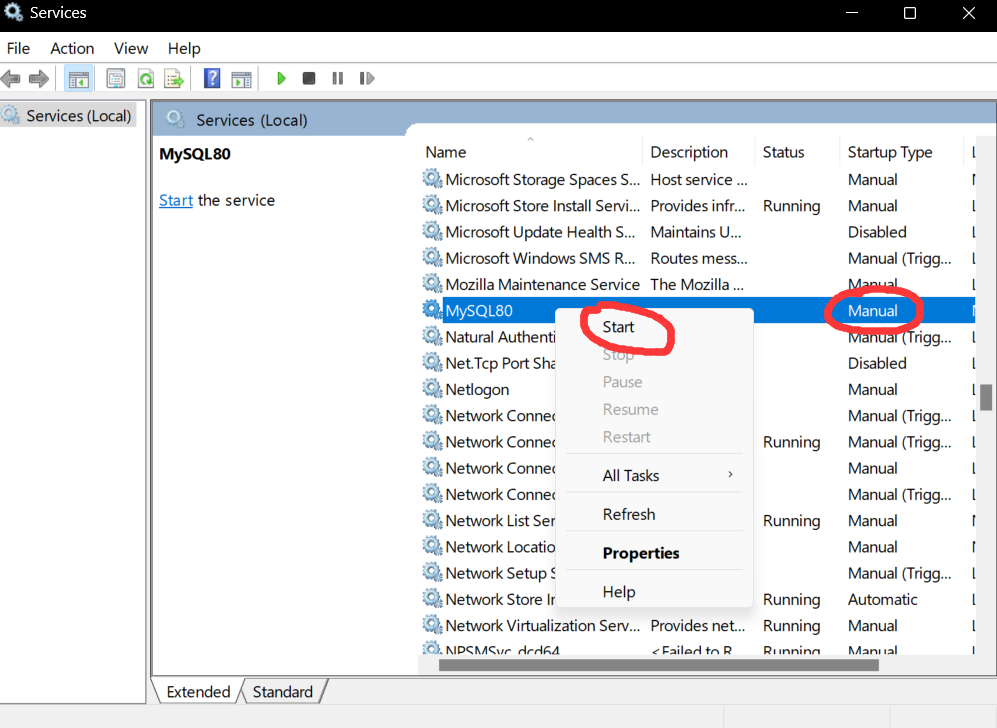 Services
File Action View Help
Services (Local)
Services (Local)
MySQL80
Start the service
Name Description Status Startup Type
Microsoft Storage Spaces S... Host service ... Manual
Microsoft Store Install Servi... Provides infr... Running Manual
Microsoft Update Health S... Maintains U... Disabled
Microsoft Windows SMS R... Routes mess... Manual (Trigg...
Mozilla Maintenance Service The Mozilla ... Manual
MySQL80 Manual
Natural Authenti Manual (Trigg...
Net.Tcp Port Sha Disabled
Netlogon Manual
Network Connec Manual (Trigg...
Network Connec Running Manual (Trigg...
Network Connec Manual
Network Connec Manual (Trigg...
Network List Ser Running Manual
Network Locatio Manual
Network Setup S Manual (Trigg...
Network Store In Running Automatic
Network Virtualization Serv... Provides net... Running Manual
NPSMSvc_dcd64 <Failed to R... Running Manual
Start
Stop
Pause
Resume
Restart
All Tasks
Refresh
Properties
Help
Extended Standard